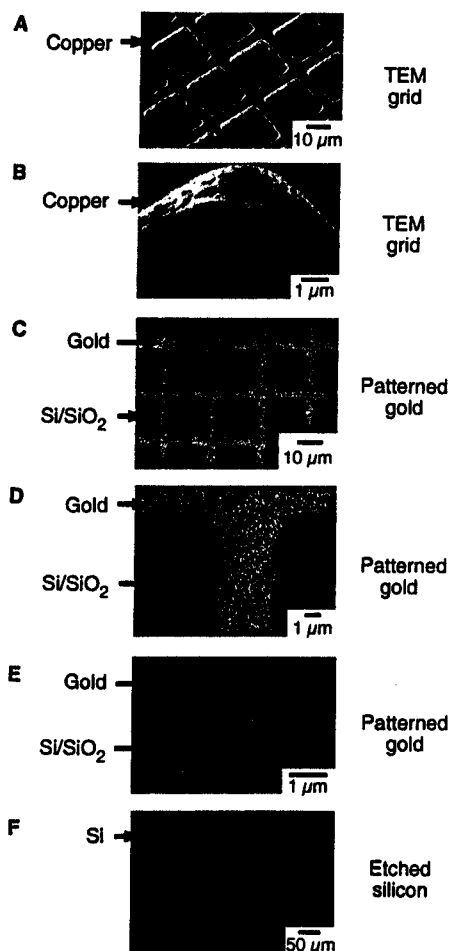 A
Copper
TEM
grid
10 µm
B
Copper
TEM
grid
1 µm
C
Gold
Si/SiO₂
Patterned
gold
10 µm
D
Gold
Si/SiO₂
Patterned
gold
1 µm
E
Gold
Si/SiO₂
Patterned
gold
1 µm
F
Si
Etched
silicon
50 µm